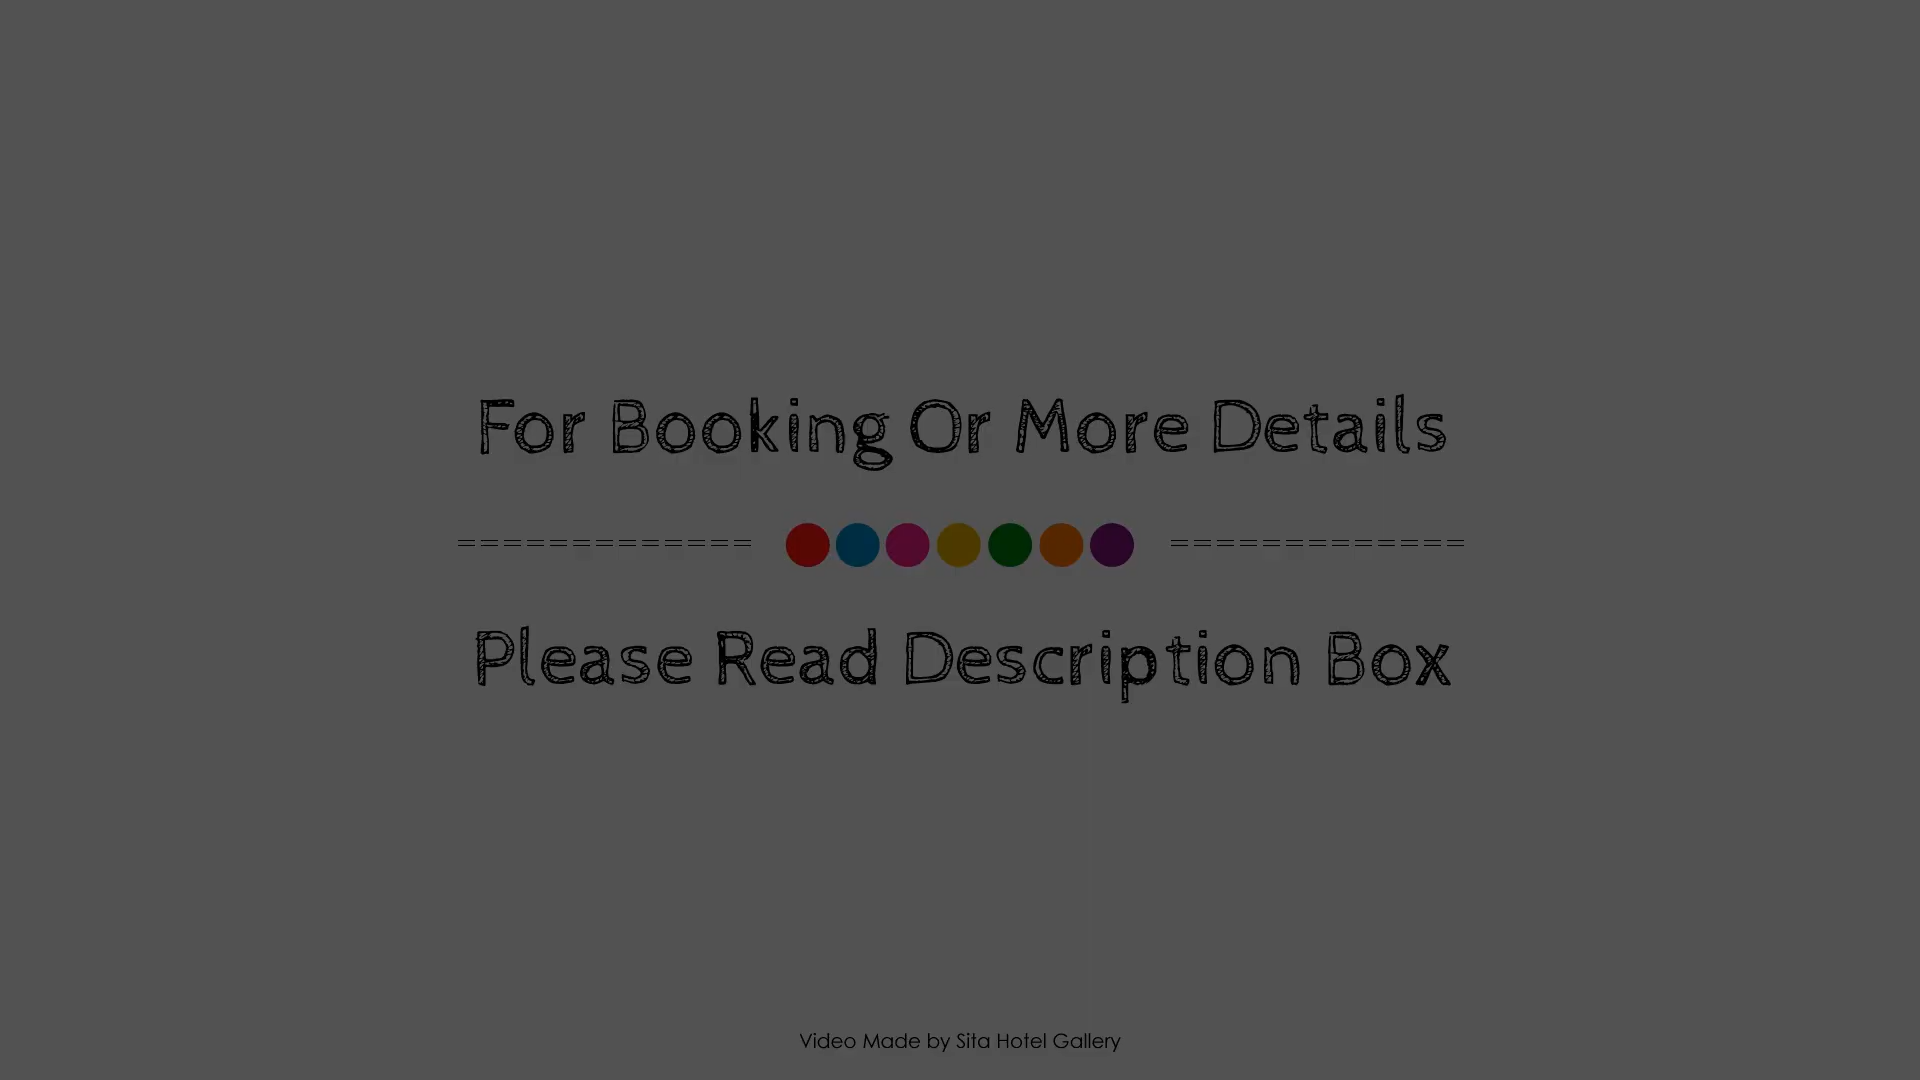 For Booking Or More Details
============= =============
Please Read Description Box
Video Made by Sita Hotel Gallery